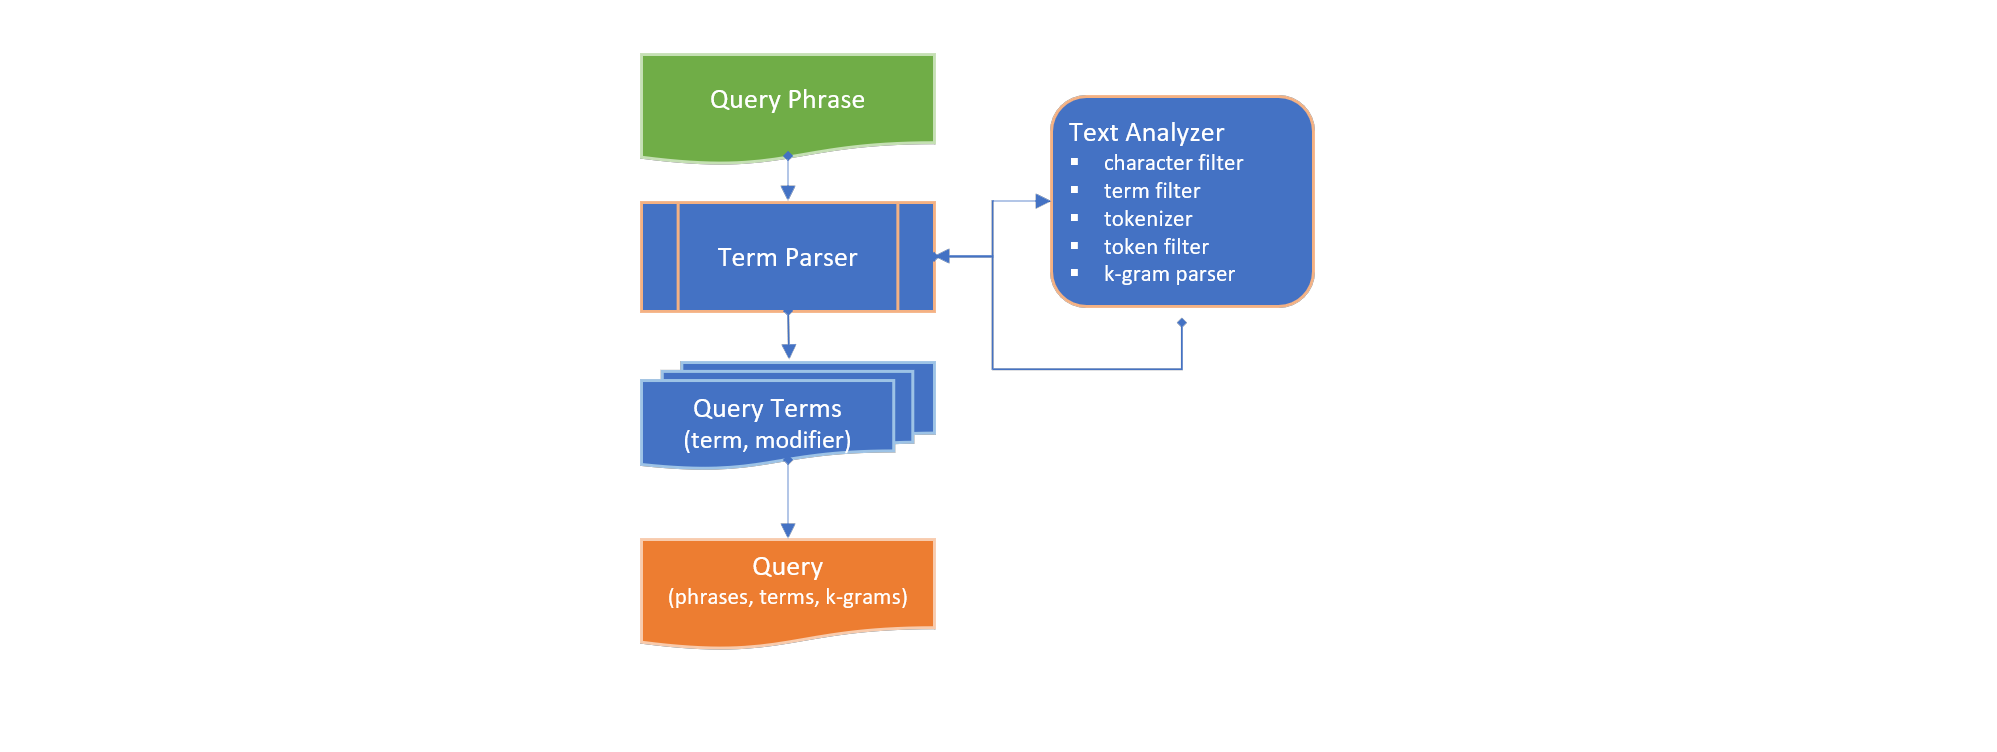 Query Phrase
Text Analyzer
▪ character filter
▪ term filter
▪ tokenizer
▪ token filter
▪ k-gram parser
Term Parser
Query Terms
(term, modifier)
Query
(phrases, terms, k-grams)